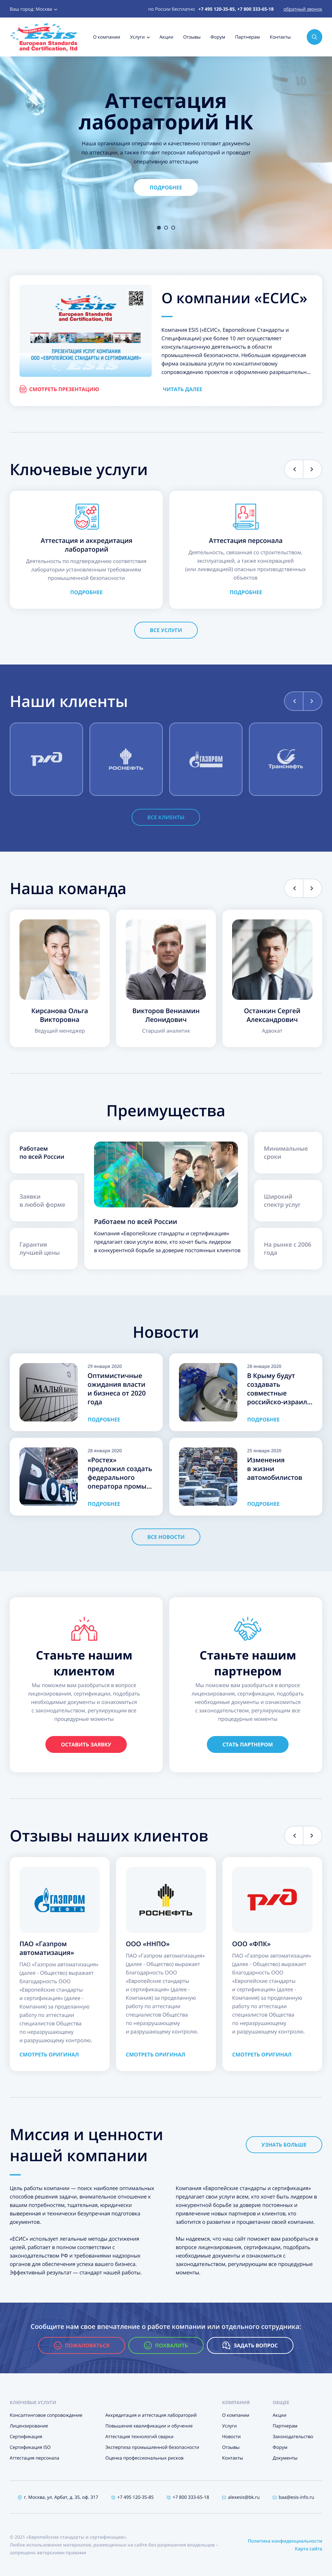 Ваш город: Москва
по России бесплатно +7 495 120-35-85, +7 800 333-65-18
обратный звонок
ESIS
European Standards
and Certification, ltd
О компании Услуги Акции Отзывы Форум Партнерам Контакты
Аттестация
лабораторий НК
Наша организация оперативно и качественно готовит документы
по аттестации, а также готовит персонал лабораторий и проводит
оперативную аттестацию
ПОДРОБНЕЕ
ESIS
European Standards
and Certification, ltd
ПРЕЗЕНТАЦИЯ УСЛУГ КОМПАНИИ
ООО «ЕВРОПЕЙСКИЕ СТАНДАРТЫ И СЕРТИФИКАЦИЯ»
СМОТРЕТЬ ПРЕЗЕНТАЦИЮ
О компании «ЕСИС»
Компания ESIS («ЕСИС», Европейские Стандарты и
Спецификации) уже более 10 лет осуществляет
консультационную деятельность в области
промышленной безопасности. Небольшая юридическая
фирма оказывала услуги по консалтинговому
сопровождению проектов и оформлению разрешительн...
ЧИТАТЬ ДАЛЕЕ
Ключевые услуги
Аттестация и аккредитация
лабораторий
Деятельность по подтверждению соответствия
лаборатории установленным требованиям
промышленной безопасности
ПОДРОБНЕЕ
Аттестация персонала
Деятельность, связанная со строительством,
эксплуатацией, а также консервацией
(или ликвидацией) опасных производственных
объектов
ПОДРОБНЕЕ
ВСЕ УСЛУГИ
Наши клиенты
РОСНЕФТЬ
ГАЗПРОМ
НЕФТЬ
Транснефть
ВСЕ КЛИЕНТЫ
Наша команда
Кирсанова Ольга
Викторовна
Ведущий менеджер
Викторов Вениамин
Леонидович
Старший аналитик
Останкин Сергей
Александрович
Адвокат
Преимущества
Работаем
по всей России
Заявки
в любой форме
Гарантия
лучшей цены
Работаем по всей России
Компания «Европейские стандарты и сертификация»
предлагает свои услуги всем, кто хочет быть лидером
в конкурентной борьбе за доверие постоянных клиентов
Минимальные
сроки
Широкий
спектр услуг
На рынке с 2006
года
Новости
МАЛЫЙ БИЗНЕС
29 января 2020
Оптимистичные
ожидания власти
и бизнеса от 2020
года
ПОДРОБНЕЕ
28 января 2020
В Крыму будут
создавать
совместные
российско-израил...
ПОДРОБНЕЕ
Ростех
28 января 2020
«Ростех»
предложил создать
федерального
оператора промы...
ПОДРОБНЕЕ
25 января 2020
Изменения
в жизни
автомобилистов
ПОДРОБНЕЕ
ВСЕ НОВОСТИ
Станьте нашим
клиентом
Мы поможем вам разобраться в вопросе
лицензирования, сертификации, подобрать
необходимые документы и ознакомиться
с законодательством, регулирующим все
процедурные моменты
ОСТАВИТЬ ЗАЯВКУ
Станьте нашим
партнером
Мы поможем вам разобраться в вопросе
лицензирования, сертификации, подобрать
необходимые документы и ознакомиться
с законодательством, регулирующим все
процедурные моменты
СТАТЬ ПАРТНЕРОМ
Отзывы наших клиентов
ГАЗПРОМ
НЕФТЬ
ПАО «Газпром
автоматизация»
ПАО «Газпром автоматизация»
(далее - Общество) выражает
благодарность ООО
«Европейские стандарты
и сертификация» (далее -
Компания) за проделанную
работу по аттестации
специалистов Общества
по неразрушающему
и разрушающему контролю.
СМОТРЕТЬ ОРИГИНАЛ
РОСНЕФТЬ
ООО «ННПО»
ПАО «Газпром автоматизация»
(далее - Общество) выражает
благодарность ООО
«Европейские стандарты
и сертификация» (далее -
Компания) за проделанную
работу по аттестации
специалистов Общества
по неразрушающему
и разрушающему контролю.
СМОТРЕТЬ ОРИГИНАЛ
ООО «ФПК»
ПАО «Газпром автоматизация»
(далее - Общество) выражает
благодарность ООО
«Европейские стандарты
и сертификация» (далее -
Компания) за проделанную
работу по аттестации
специалистов Общества
по неразрушающему
и разрушающему контролю.
СМОТРЕТЬ ОРИГИНАЛ
Миссия и ценности
нашей компании
УЗНАТЬ БОЛЬШЕ
Цель работы компании — поиск наиболее оптимальных
способов решения задачи, внимательное отношение к
вашим потребностям, тщательная, юридически
выверенная и технически безупречная подготовка
документов.
«ЕСИС» использует легальные методы достижения
целей, работает в полном соответствии с
законодательством РФ и требованиями надзорных
органов для обеспечения успеха вашего бизнеса.
Эффективный результат — стандарт нашей работы.
Компания «Европейские стандарты и сертификация»
предлагает свои услуги всем, кто хочет быть лидером в
конкурентной борьбе за доверие постоянных и
привлечение новых партнеров и клиентов, кто
заботится о развитии и процветании своей компании.
Мы надеемся, что наш сайт поможет вам разобраться в
вопросе лицензирования, сертификации, подобрать
необходимые документы и ознакомиться с
законодательством, регулирующим все процедурные
моменты.
Сообщите нам свое впечатление о работе компании или отдельного сотрудника:
ПОЖАЛОВАТЬСЯ
ПОХВАЛИТЬ
ЗАДАТЬ ВОПРОС
КЛЮЧЕВЫЕ УСЛУГИ
Консалтинговое сопровождение
Лицензирование
Сертификация
Сертификация ISO
Аттестация персонала
Аккредитация и аттестация лабораторий
Повышение квалификации и обучение
Аттестация технологий сварки
Экспертиза промышленной безопасности
Оценка профессиональных рисков
КОМПАНИЯ
О компании
Услуги
Новости
Отзывы
Контакты
ОБЩЕЕ
Акции
Партнерам
Законодательство
Форум
Документы
г. Москва, ул. Арбат, д. 35, оф. 317
+7 495 120-35-85
+7 800 333-65-18
alexesis@bk.ru
baa@esis-info.ru
© 2021 «Европейские стандарты и сертификация».
Любое использование материалов, размещенных на сайте без разрешения владельцев –
запрещено авторскими правами
Политика конфиденциальности
Карта сайта